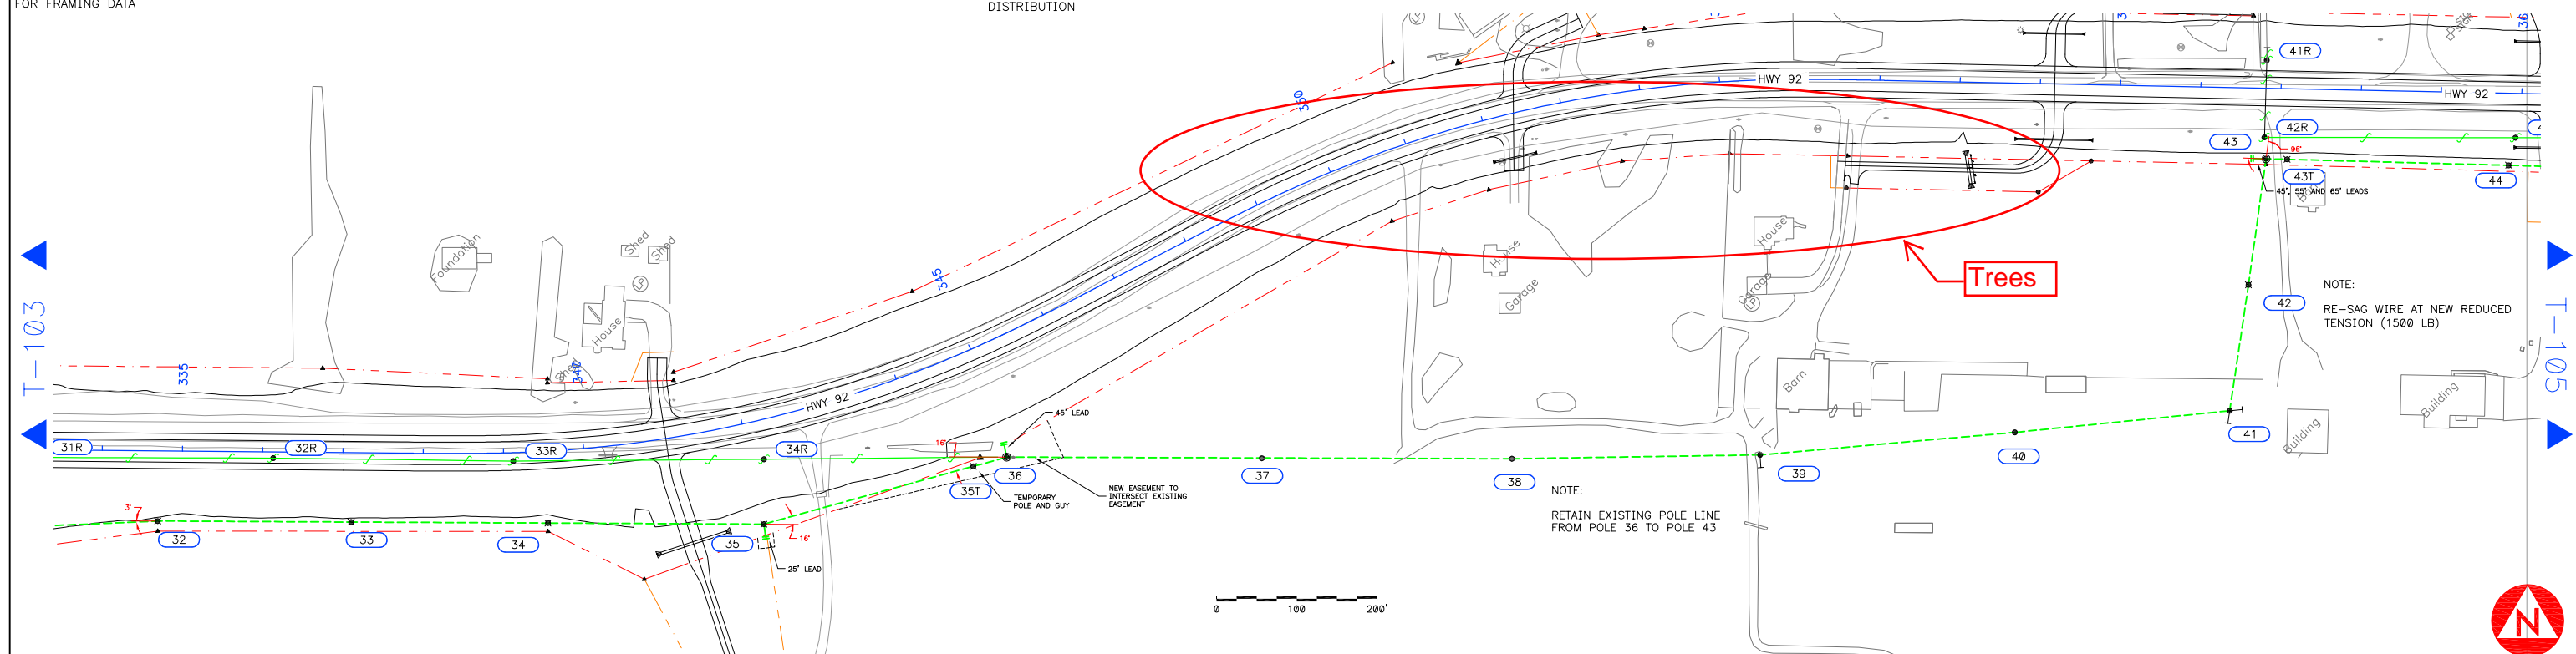 FOR FRAMING DATA
DISTRIBUTION
41R
HWY 92
HWY 92
360
42R
43
96°
43T
44
45', 55' AND 65' LEADS
Trees
House
Garage
House
Garage
LP
Shed
Shed
Foundation
LP
House
Shed
345
335
340
T-103
T-105
42
NOTE:
RE-SAG WIRE AT NEW REDUCED
TENSION (1500 LB)
Barn
Building
Building
HWY 92
45' LEAD
31R
32R
33R
34R
16°
36
37
38
39
40
41
35T
TEMPORARY
POLE AND GUY
NEW EASEMENT TO
INTERSECT EXISTING
EASEMENT
NOTE:
RETAIN EXISTING POLE LINE
FROM POLE 36 TO POLE 43
3°
32
33
34
35
16°
25' LEAD
0 100 200'
N